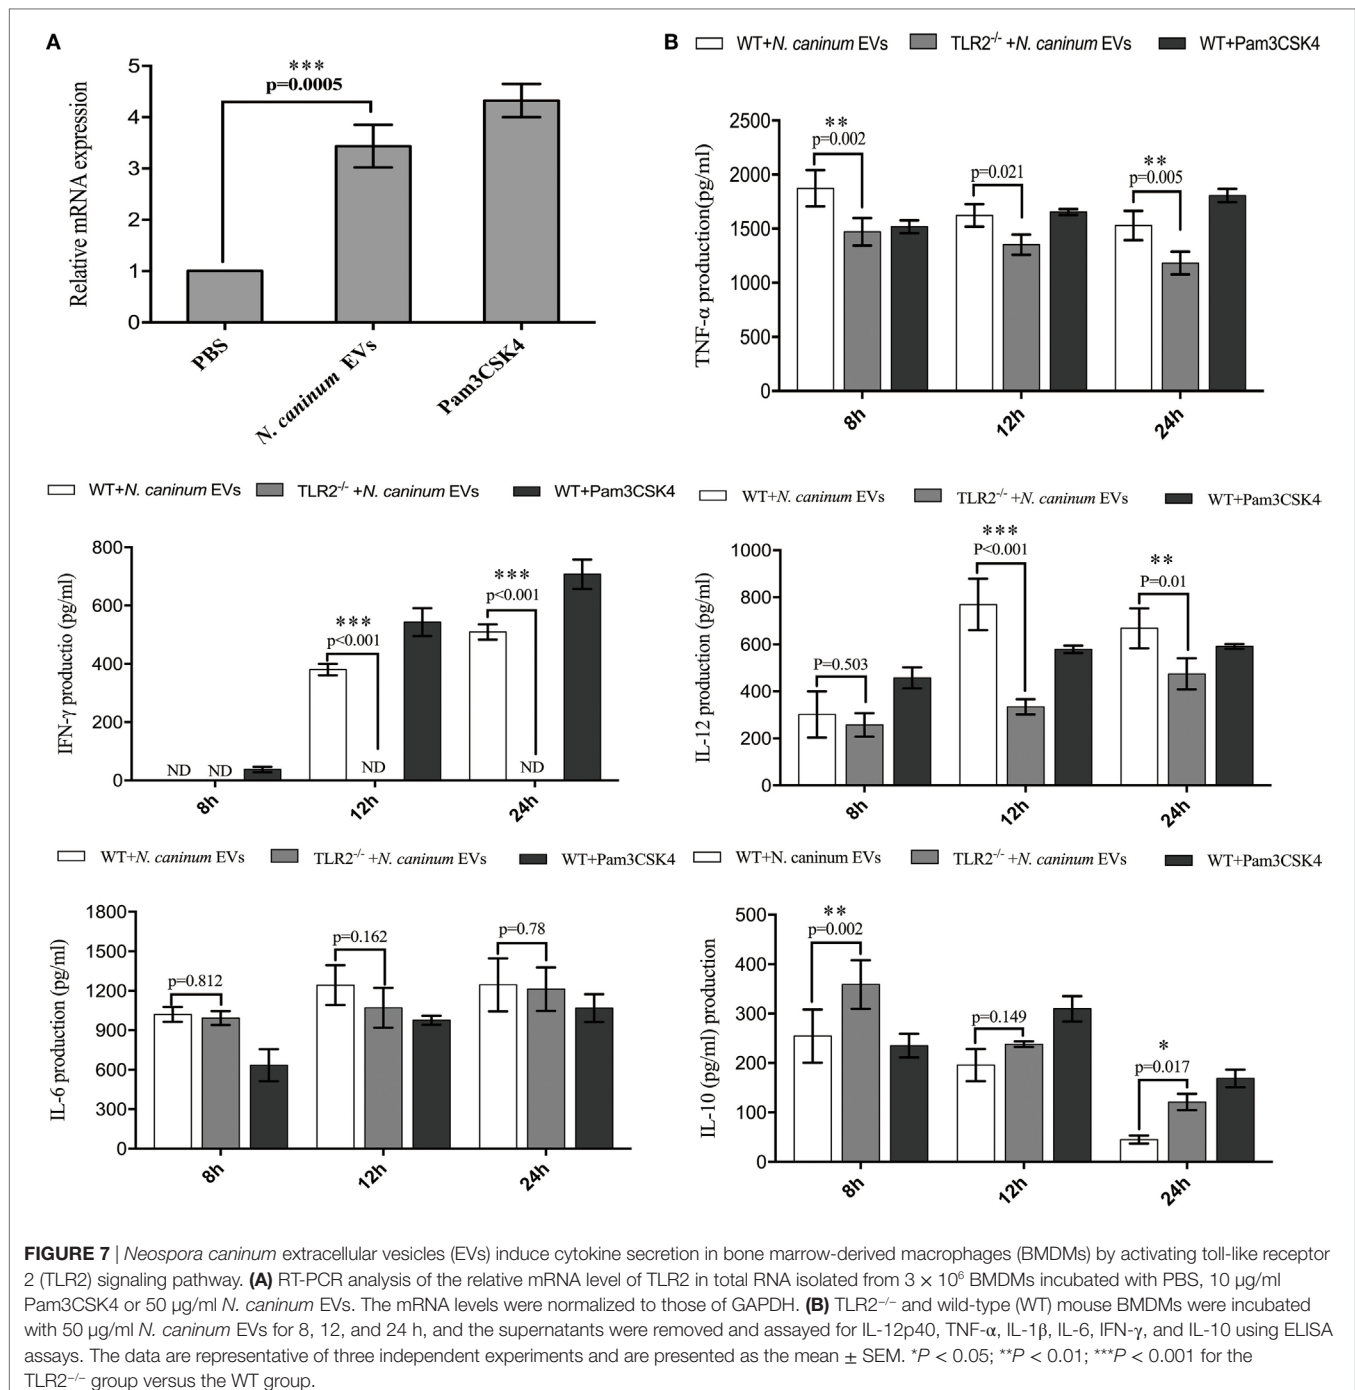 A
Relative mRNA expression
5
4
3
2
1
0
***
p=0.0005
PBS
N. caninum EVs
Pam3CSK4
B
WT+N. caninum EVs
TLR2-/- +N. caninum EVs
WT+Pam3CSK4
TNF-α production(pg/ml)
2500
2000
1500
1000
500
0
**
p=0.002
p=0.021
**
p=0.005
8h
12h
24h
WT+N. caninum EVs
TLR2-/- +N. caninum EVs
WT+Pam3CSK4
IFN-γ productio (pg/ml)
800
600
400
200
0
***
p<0.001
***
p<0.001
ND
ND
ND
ND
8h
12h
24h
WT+N. caninum EVs
TLR2-/- +N. caninum EVs
WT+Pam3CSK4
IL-12 production (pg/ml)
1000
800
600
400
200
0
P=0.503
***
P<0.001
**
P=0.01
8h
12h
24h
WT+N. caninum EVs
TLR2-/- +N. caninum EVs
WT+Pam3CSK4
IL-6 production (pg/ml)
1800
1500
1200
900
600
300
0
p=0.812
p=0.162
p=0.78
8h
12h
24h
WT+N. caninum EVs
TLR2-/- +N. caninum EVs
WT+Pam3CSK4
IL-10 (pg/ml) production
500
400
300
200
100
0
**
p=0.002
p=0.149
*
p=0.017
8h
12h
24h
FIGURE 7 | Neospora caninum extracellular vesicles (EVs) induce cytokine secretion in bone marrow-derived macrophages (BMDMs) by activating toll-like receptor
2 (TLR2) signaling pathway. (A) RT-PCR analysis of the relative mRNA level of TLR2 in total RNA isolated from 3 × 10⁶ BMDMs incubated with PBS, 10 µg/ml
Pam3CSK4 or 50 µg/ml N. caninum EVs. The mRNA levels were normalized to those of GAPDH. (B) TLR2−/− and wild-type (WT) mouse BMDMs were incubated
with 50 µg/ml N. caninum EVs for 8, 12, and 24 h, and the supernatants were removed and assayed for IL-12p40, TNF-α, IL-1β, IL-6, IFN-γ, and IL-10 using ELISA
assays. The data are representative of three independent experiments and are presented as the mean ± SEM. *P < 0.05; **P < 0.01; ***P < 0.001 for the
TLR2−/− group versus the WT group.